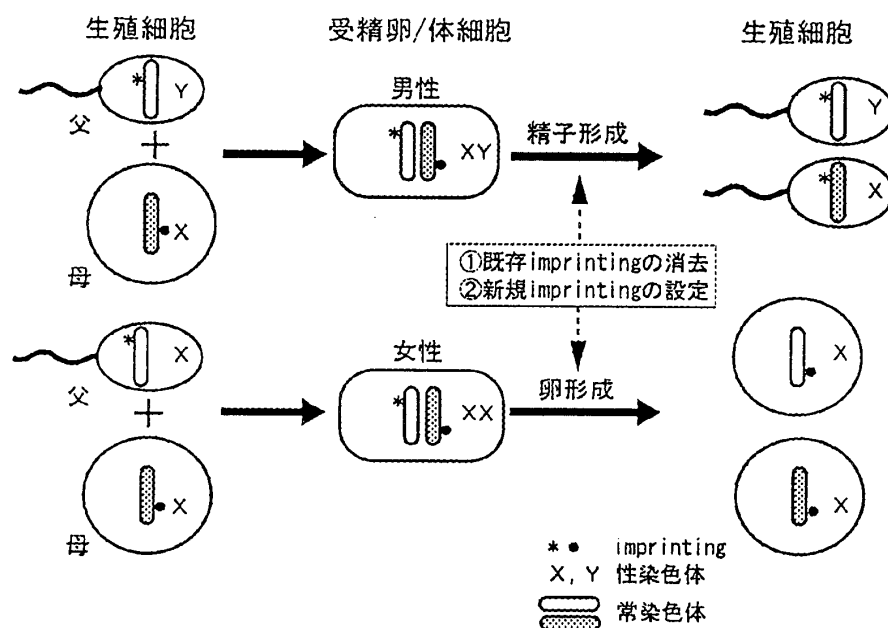 生殖細胞
受精卵/体細胞
生殖細胞
* Y
父
+
X
母
男性
* XY
精子形成
* Y
* X
①既存imprintingの消去
②新規imprintingの設定
* X
父
+
X
母
女性
* XX
卵形成
X
X
* ● imprinting
X, Y 性染色体
常染色体